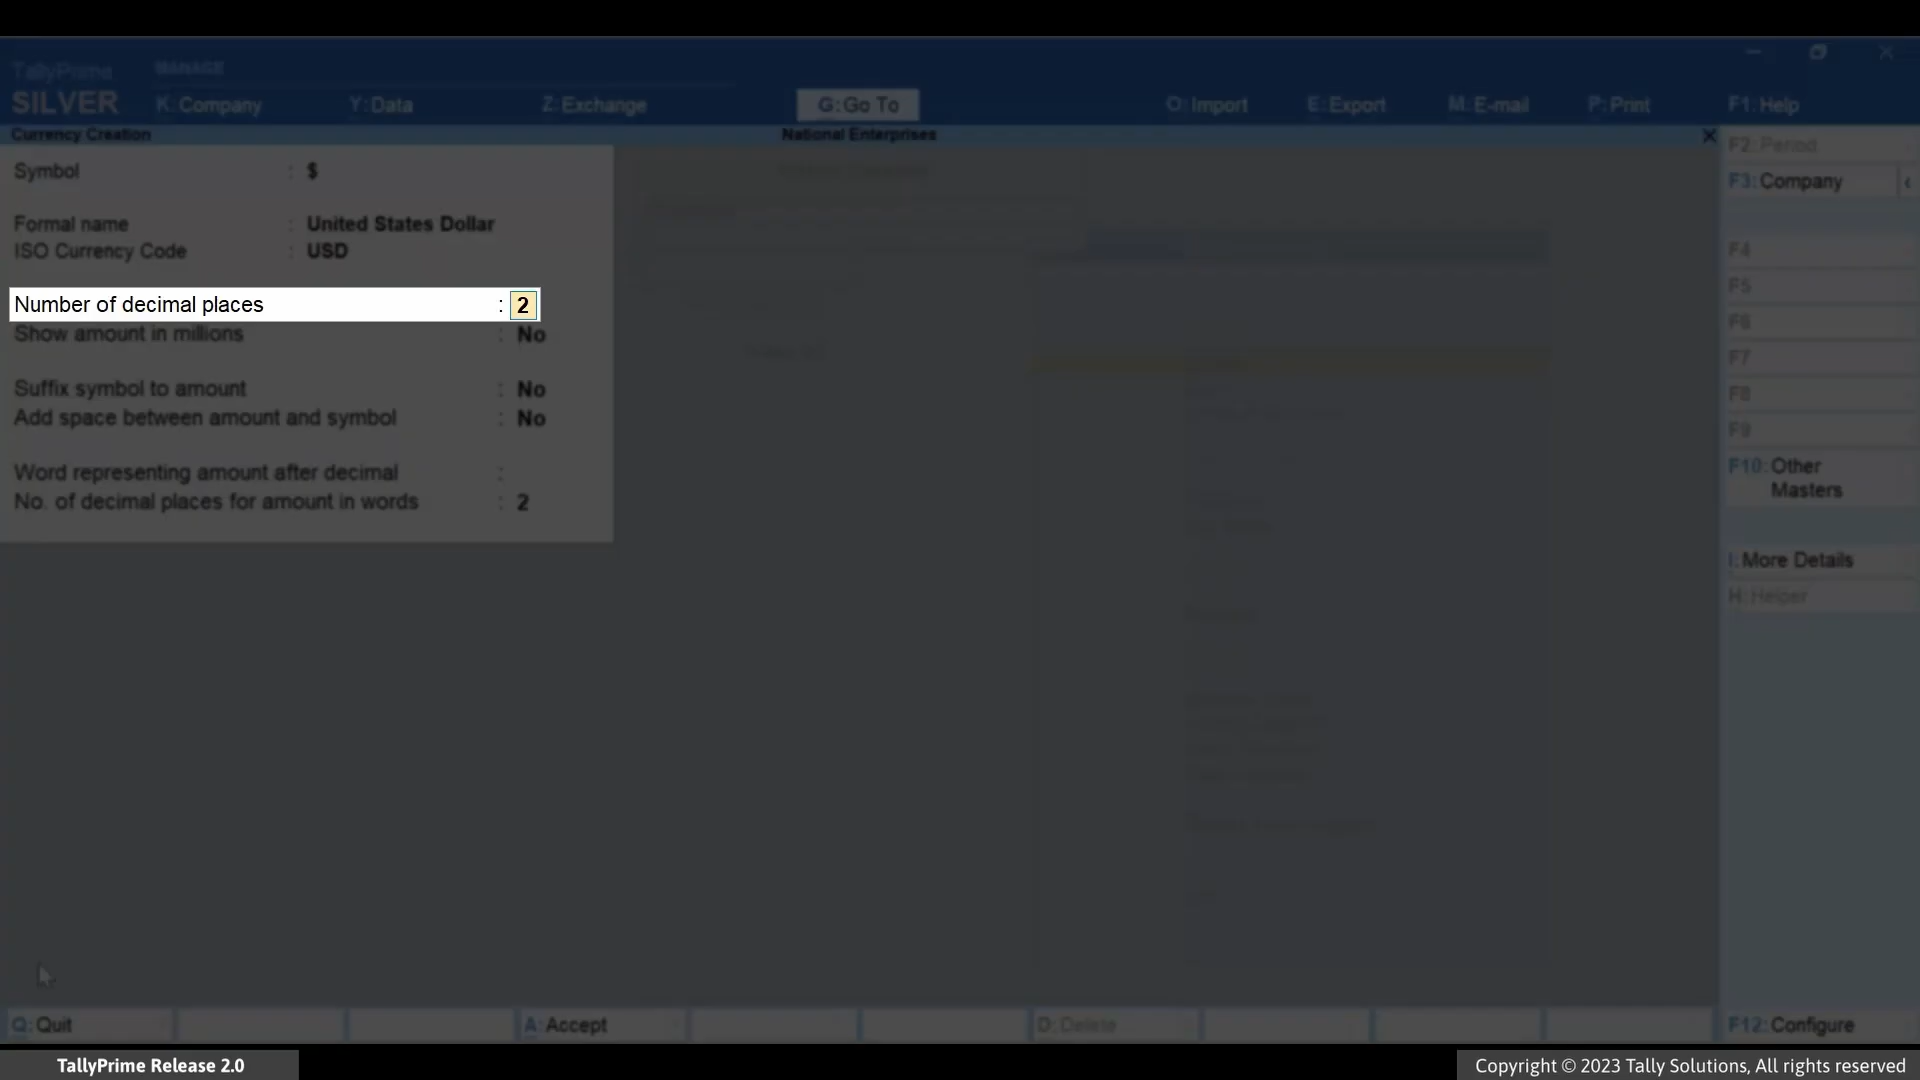 TallyPrime
MANAGE
SILVER
K: Company
Y: Data
Z: Exchange
G: Go To
O: Import
E: Export
M: E-mail
P: Print
F1: Help
Currency Creation
National Enterprises
Symbol : $
Formal name : United States Dollar
ISO Currency Code : USD
Number of decimal places : 2
Show amount in millions : No
Suffix symbol to amount : No
Add space between amount and symbol : No
Word representing amount after decimal :
No. of decimal places for amount in words : 2
F2: Period
F3: Company
F4
F5
F6
F7
F8
F9
F10: Other
Masters
I: More Details
H: Helper
Q: Quit
A: Accept
D: Delete
F12: Configure
TallyPrime Release 2.0
Copyright © 2023 Tally Solutions, All rights reserved